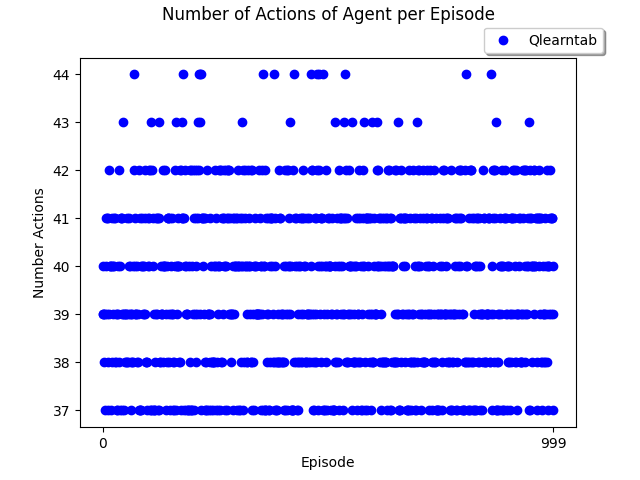 Number of Actions of Agent per Episode
Qlearntab
44
43
42
41
40
39
38
37
Number Actions
0
999
Episode